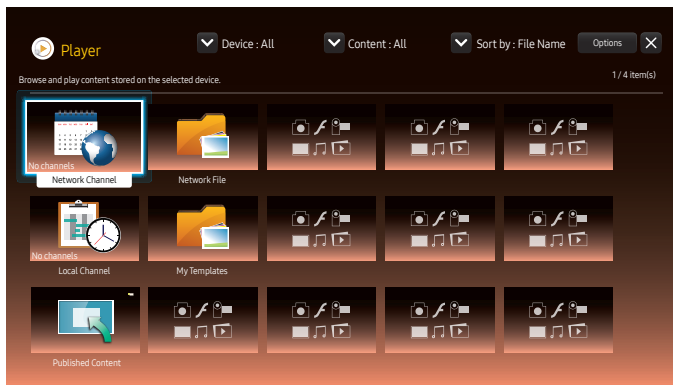 Player
Device : All
Content : All
Sort by : File Name
Options
Browse and play content stored on the selected device.
1 / 4 item(s)
No channels
Network Channel
Network File
No channels
Local Channel
My Templates
Published Content